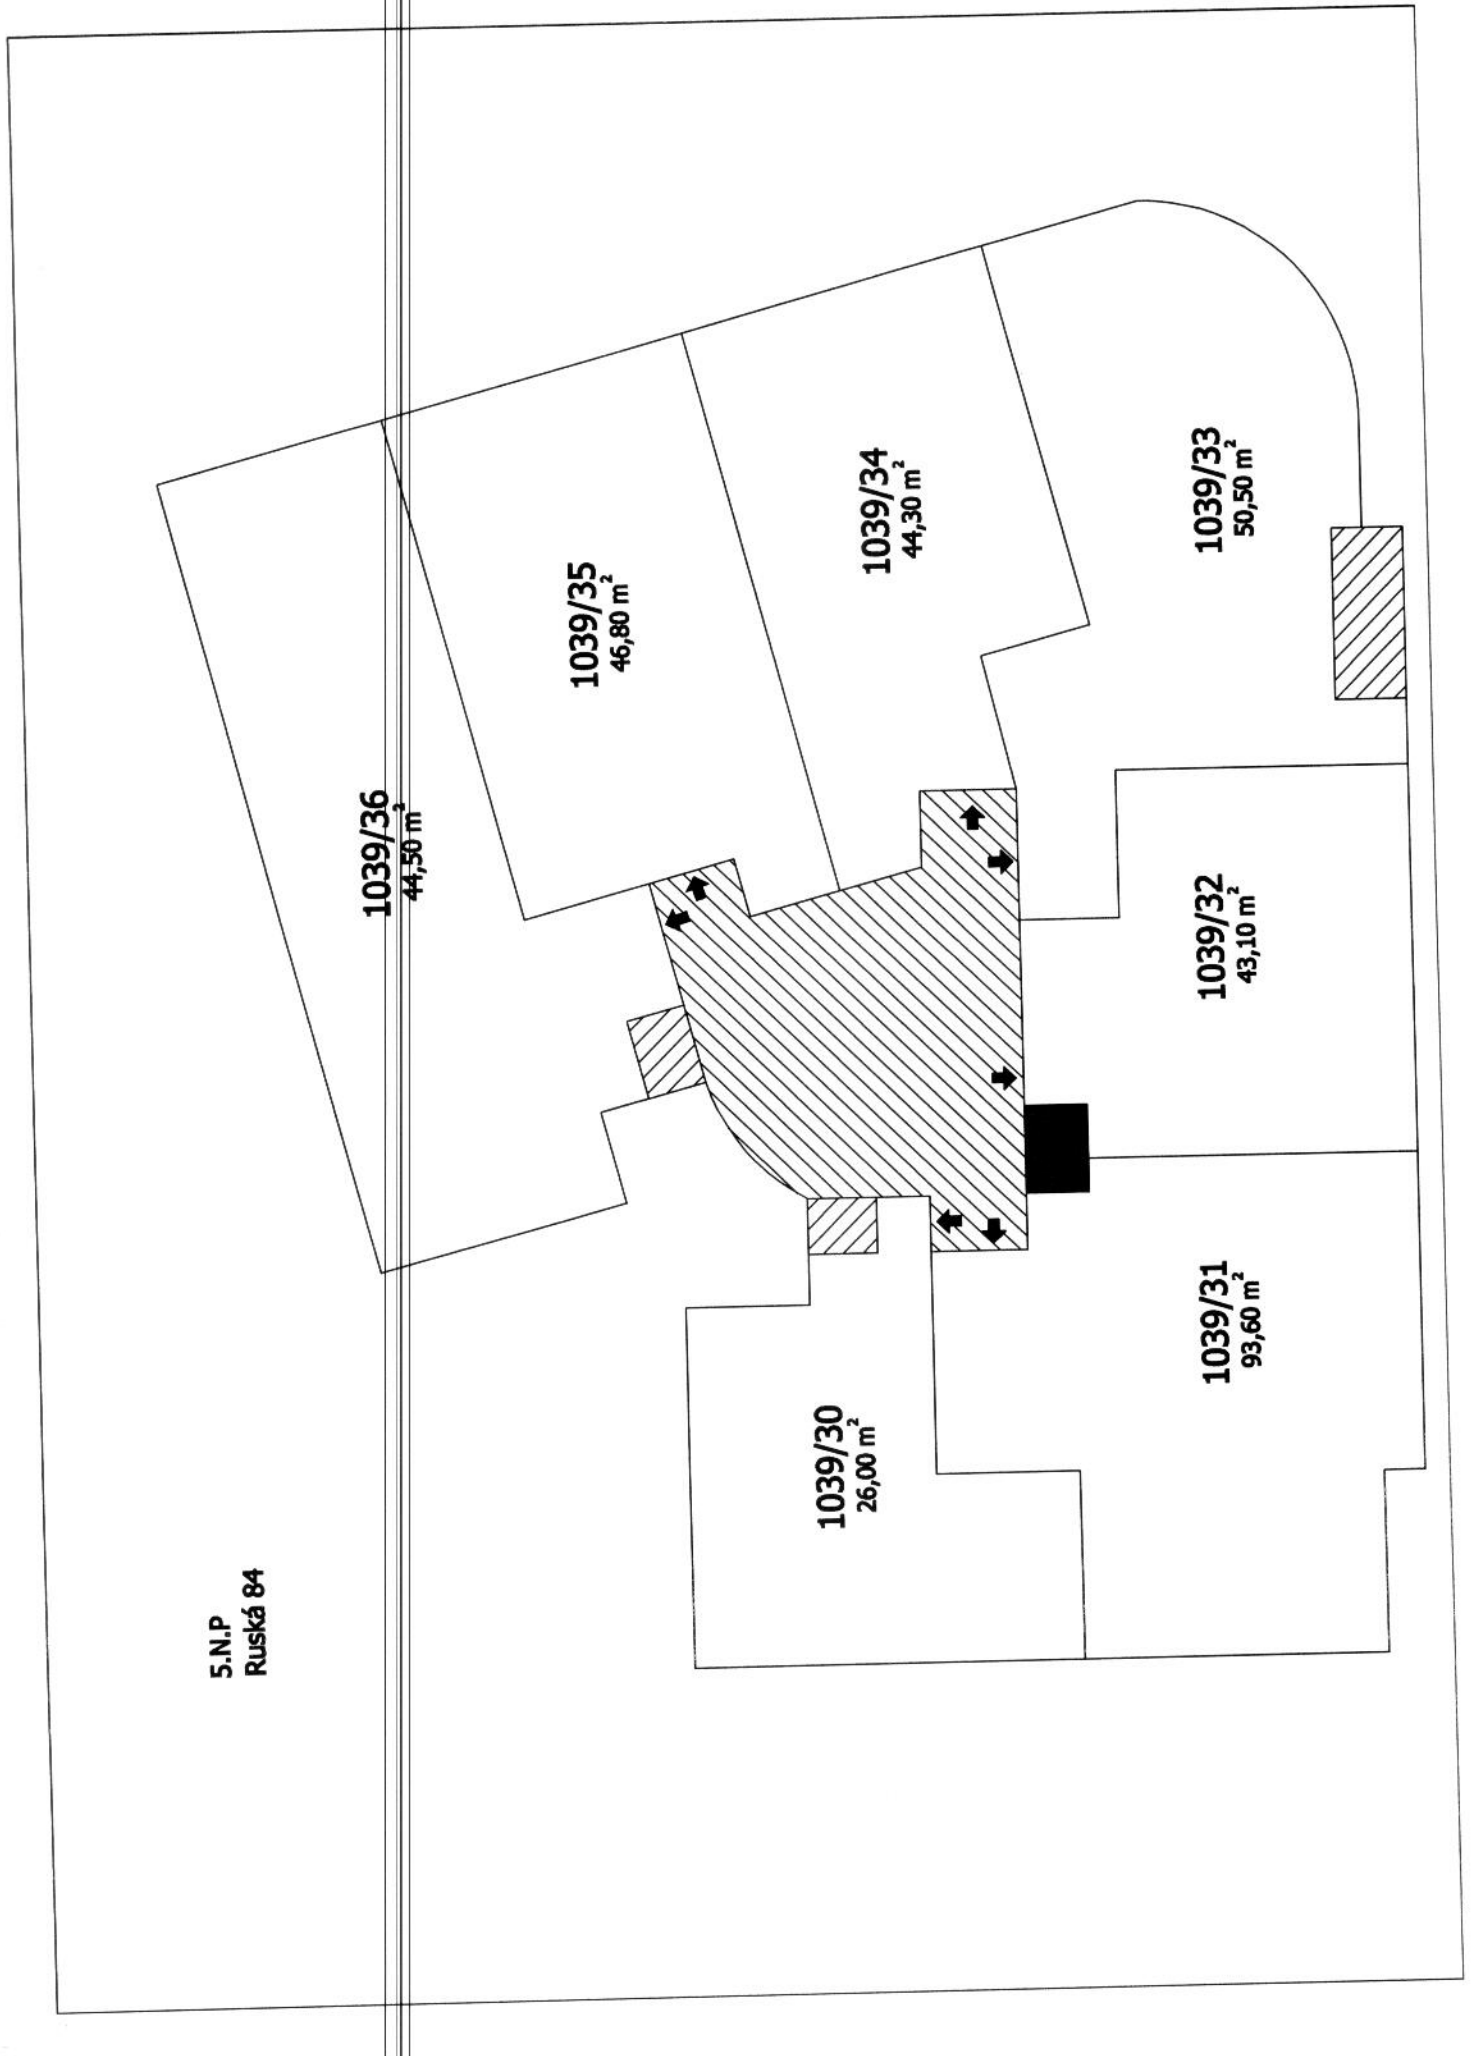 5.N.P
Ruská 84
1039/36
44,50 m²
1039/35
46,80 m²
1039/34
44,30 m²
1039/33
50,50 m²
1039/32
43,10 m²
1039/31
93,60 m²
1039/30
26,00 m²